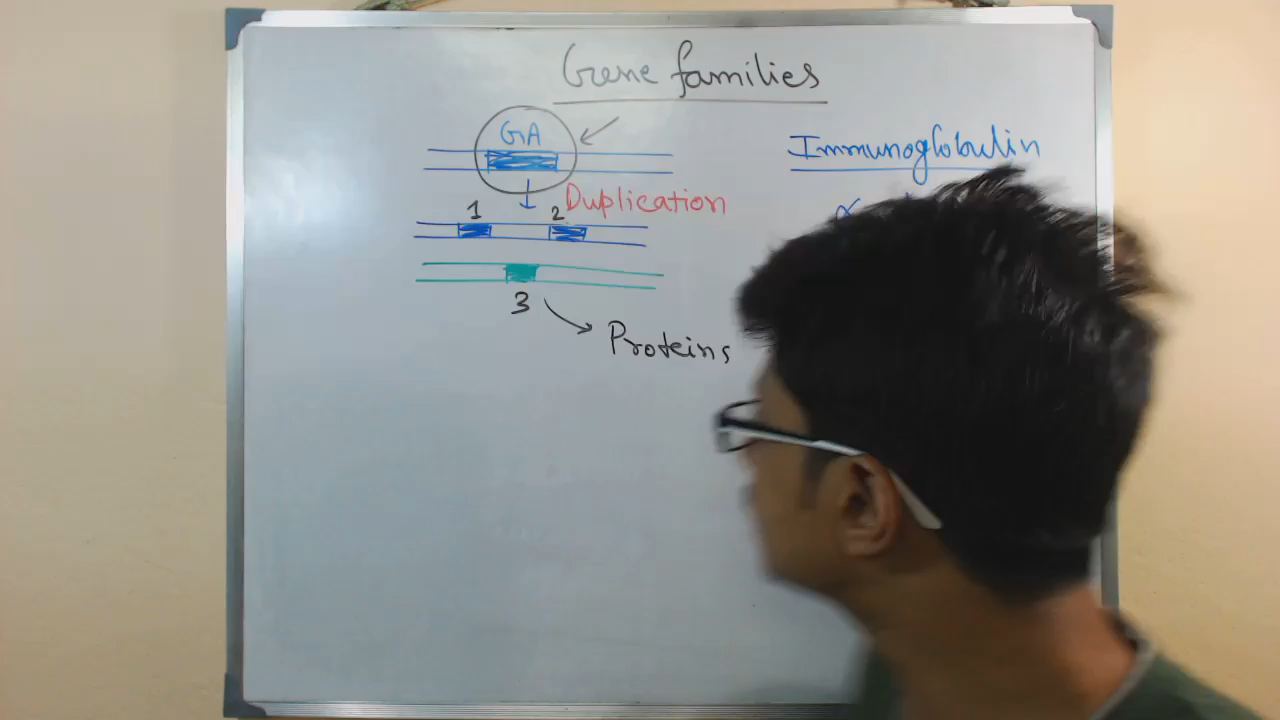 Gene families
GA
Immunoglobulin
Duplication
1 2
3
Proteins
α